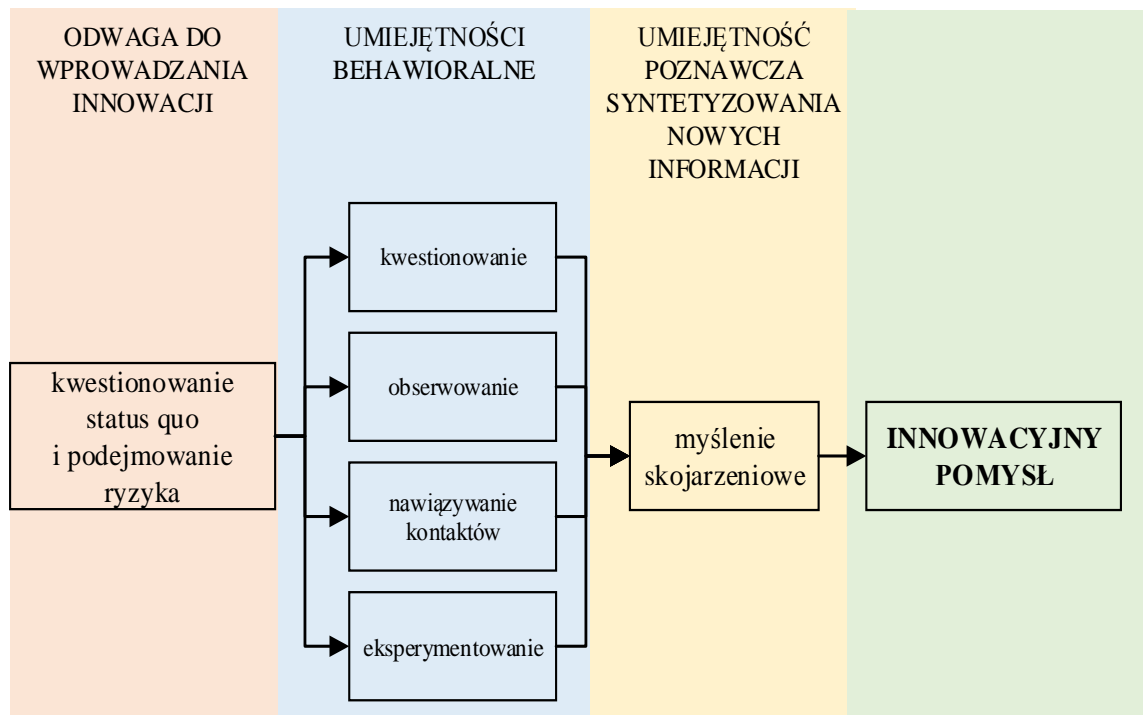 ODWAGA DO
WPROWADZANIA
INNOWACJI
UMIEJĘTNOŚCI
BEHAWIORALNE
UMIEJĘTNOŚĆ
POZNAWCZA
SYNTETYZOWANIA
NOWYCH
INFORMACJI
kwestionowanie
status quo
i podejmowanie
ryzyka
kwestionowanie
obserwowanie
nawiązywanie
kontaktów
eksperymentowanie
myślenie
skojarzeniowe
INNOWACYJNY
POMYSŁ